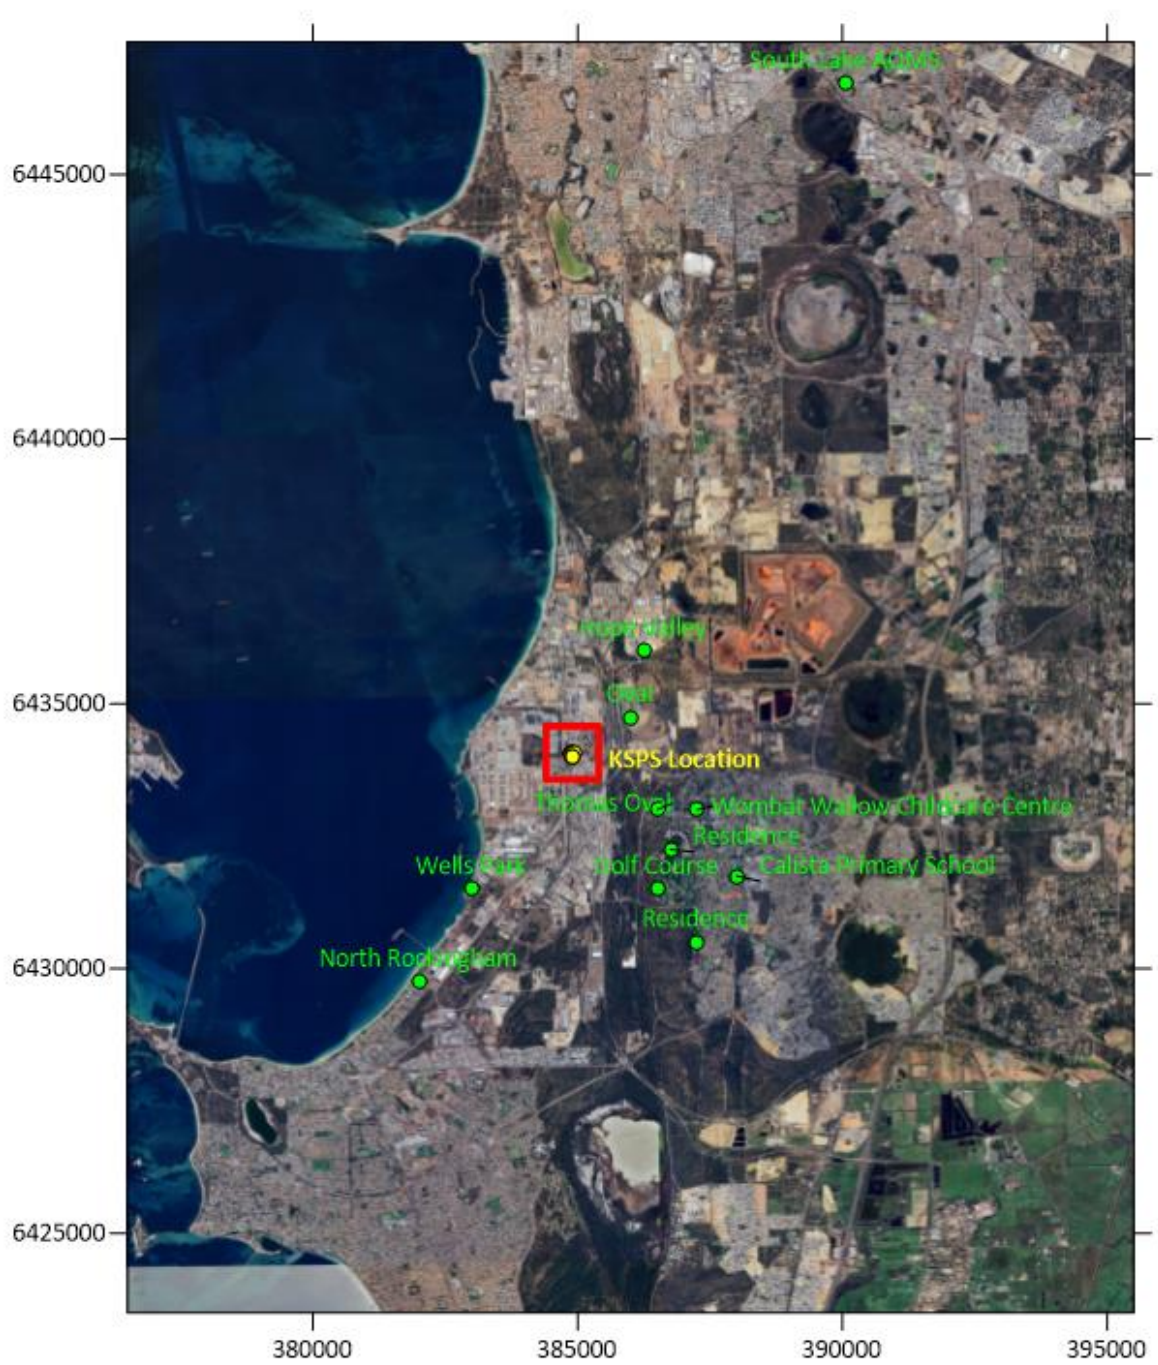 South Lake AQMS
6445000
6440000
Hope Valley
6435000
Oval
KSPS Location
Thomas Oval
Wombat Wallow Childcare Centre
Residence
Wells Park
Golf Course
Calista Primary School
Residence
North Rockingham
6430000
6425000
380000
385000
390000
395000